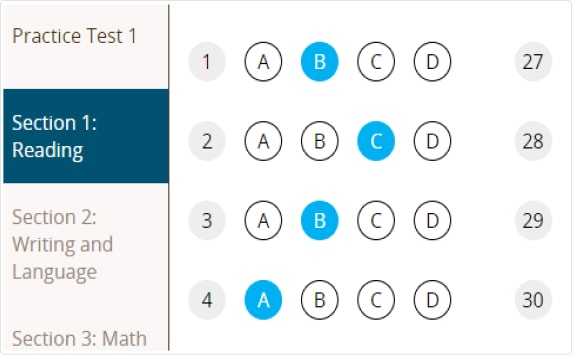 Practice Test 1
Section 1:
Reading
Section 2:
Writing and
Language
Section 3: Math
1 A B C D 27
2 A B C D 28
3 A B C D 29
4 A B C D 30